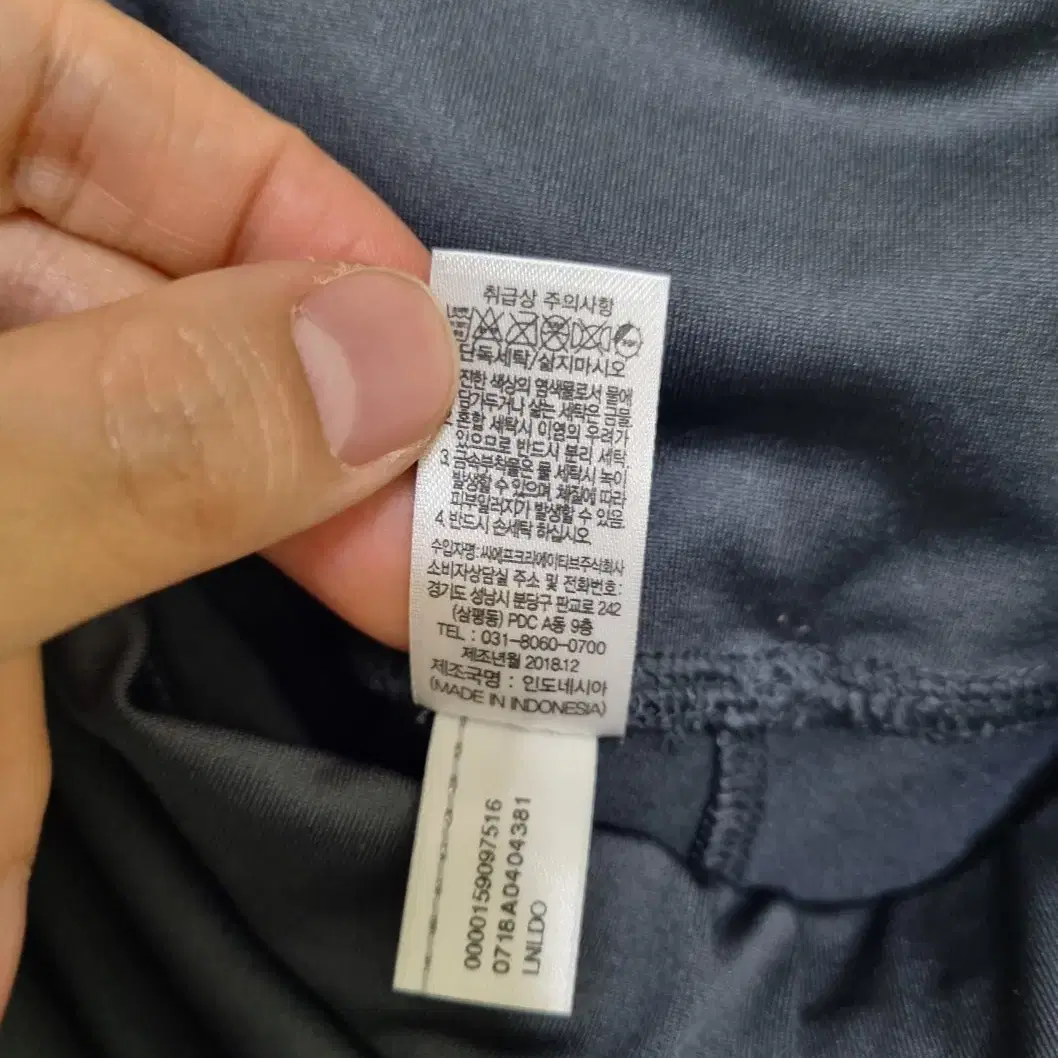 취급상 주의사항
단독세탁/삶지마시오
진한 색상의 염색물로서 물에
담가두거나 삶는 세탁은 금물
혼합 세탁시 이염의 우려가
있으므로 반드시 분리 세탁.
3. 금속부착물은 물 세탁시 녹이
발생할 수 있으며, 체질에 따라
피부알러지가 발생할 수 있음.
4. 반드시 손세탁 하십시오
수입자명:씨에프크리에이티브주식회사
소비자상담실 주소 및 전화번호:
경기도 성남시 분당구 판교로 242
(삼평동) PDC A동 9층
TEL : 031-8060-0700
제조년월 2018.12
제조국명 : 인도네시아
(MADE IN INDONESIA)
0000159097516
0718A0404381
LNLDO